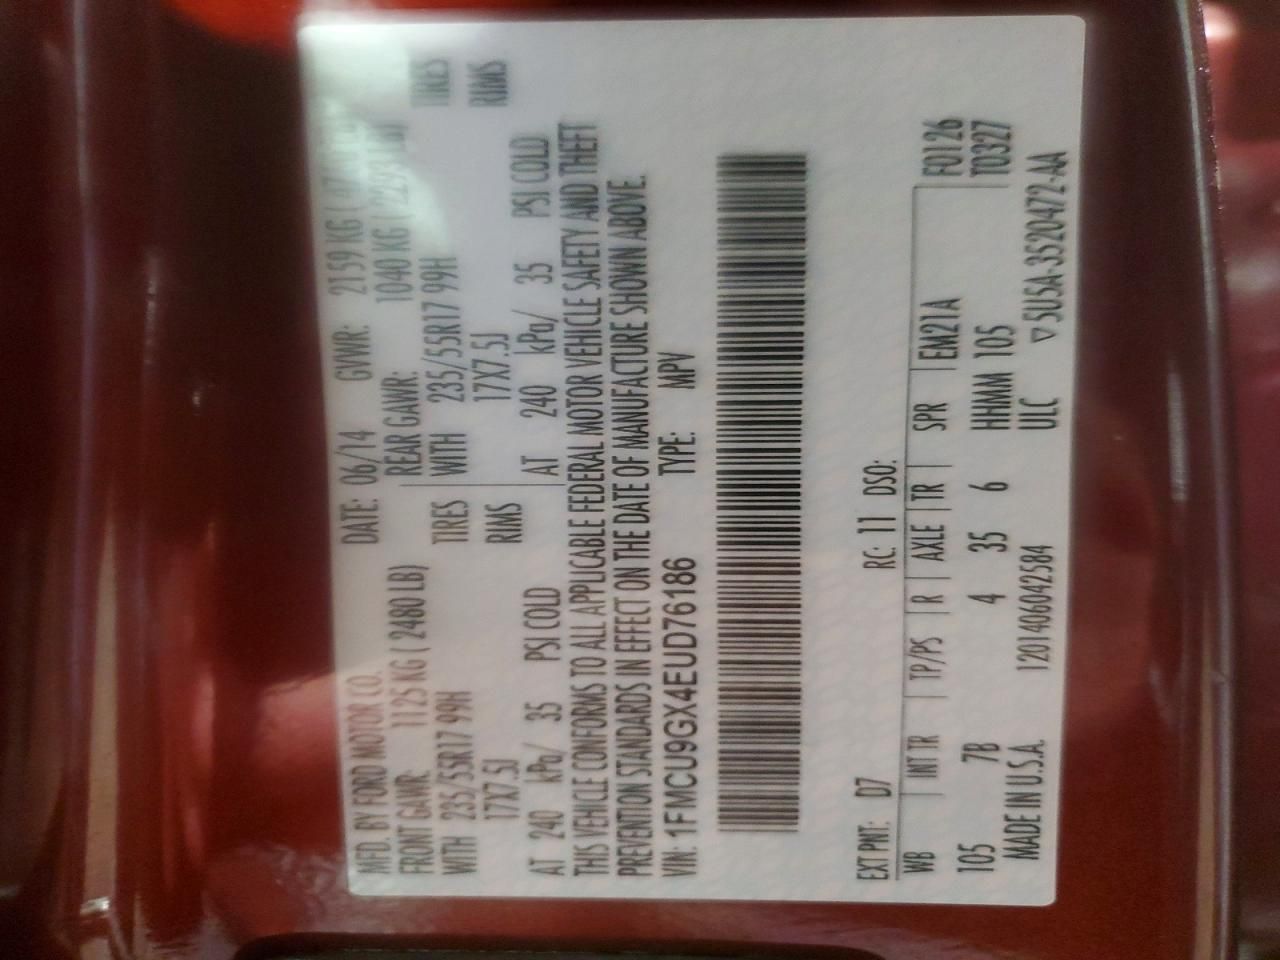 MFD. BY FORD MOTOR CO.
DATE: 06/14 GVWR: 2159 KG
FRONT GAWR: 1125 KG ( 2480 LB)
REAR GAWR: 1040 KG
WITH 235/55R17 99H TIRES
WITH 235/55R17 99H TIRES
17X7.5J RIMS
17X7.5J RIMS
AT 240 kPa/ 35 PSI COLD
AT 240 kPa/ 35 PSI COLD
THIS VEHICLE CONFORMS TO ALL APPLICABLE FEDERAL MOTOR VEHICLE SAFETY AND THEFT
PREVENTION STANDARDS IN EFFECT ON THE DATE OF MANUFACTURE SHOWN ABOVE.
VIN: 1FMCU9GX4EUD76186 TYPE: MPV
EXT PNT: D7 RC: 11 DSO:
WB INT TR TP/PS R AXLE TR SPR EM21A F0126
105 7B 4 35 6 HHMM 105 T0327
MADE IN U.S.A. 120140604 2584 ULC ▽5U5A-3520472-AA